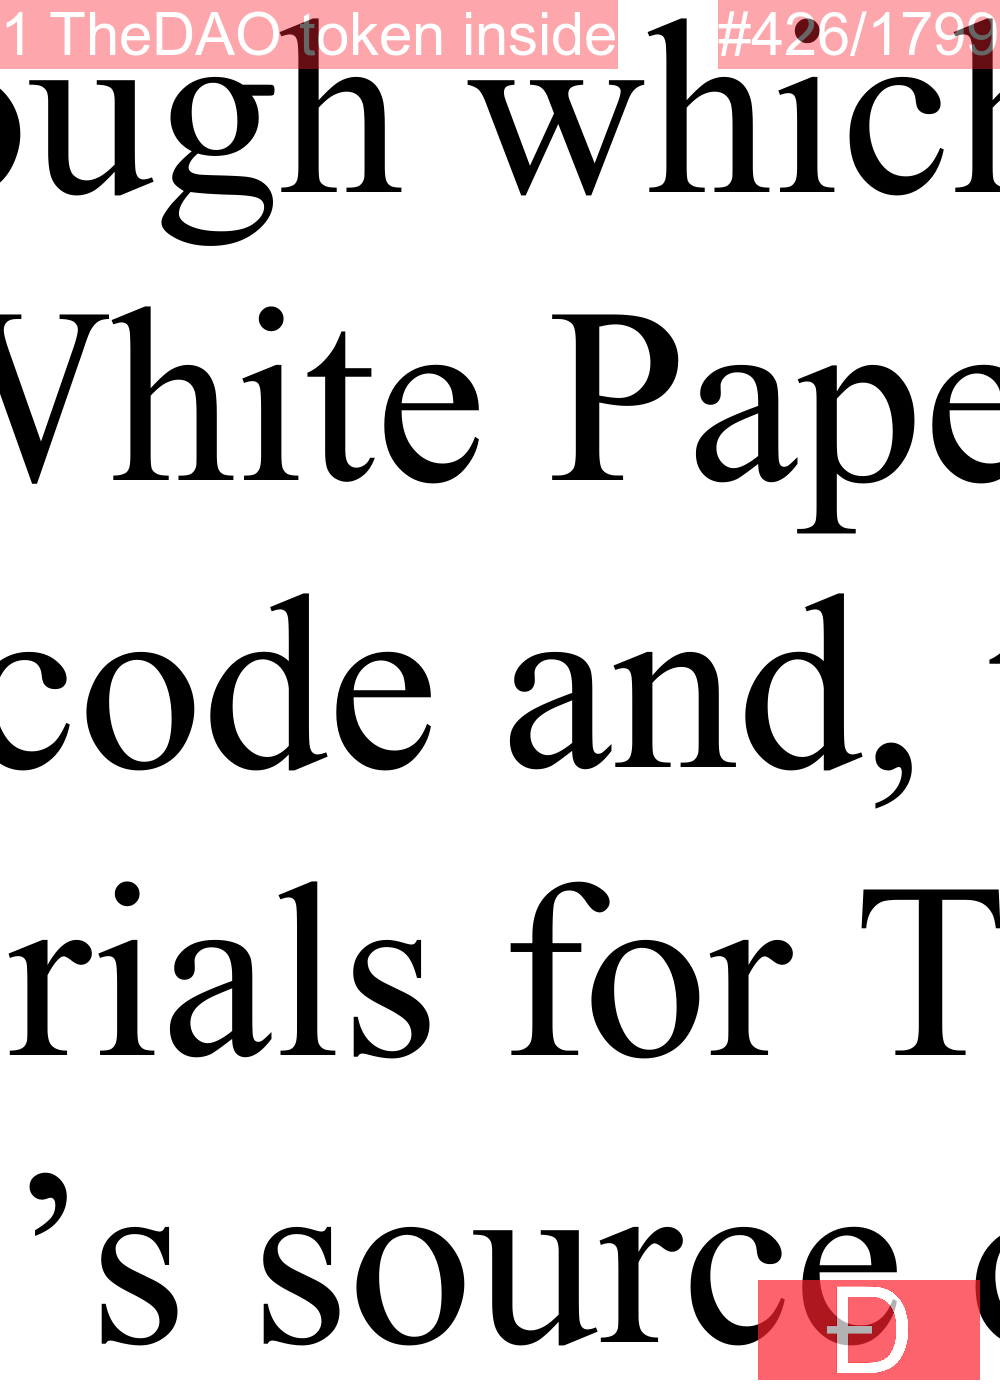 1 TheDAO token inside #426/1799
ough which
White Pape
code and,
rials for T
's source
Đ